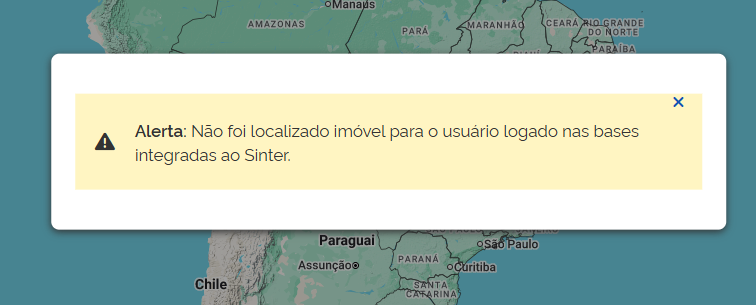 Manaus
AMAZONAS
PARÁ
MARANHÃO
CEARÁ
RIO GRANDE
DO NORTE
PARAÍBA
Alerta: Não foi localizado imóvel para o usuário logado nas bases
integradas ao Sinter.
Paraguai
São Paulo
Assunção
PARANÁ
Curitiba
Chile
SANTA
CATARINA